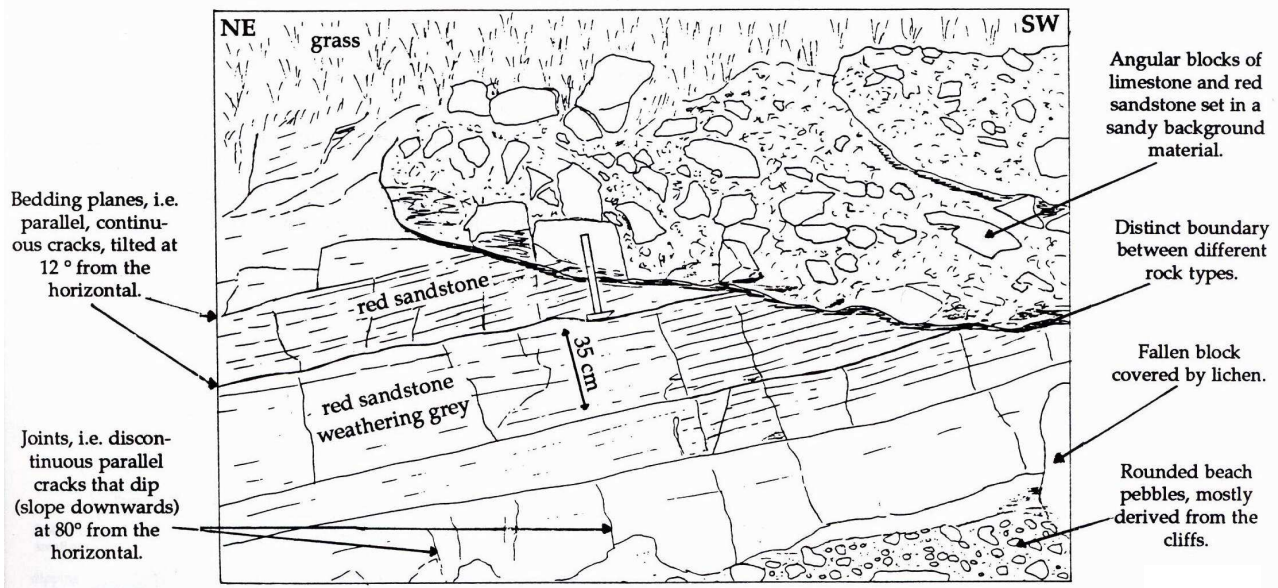 NE
grass
SW
Angular blocks of
limestone and red
sandstone set in a
sandy background
material.
Bedding planes, i.e.
parallel, continu-
ous cracks, tilted at
12 ° from the
horizontal.
Distinct boundary
between different
rock types.
red sandstone
35 cm
Fallen block
covered by lichen.
red sandstone
weathering grey
Joints, i.e. discon-
tinuous parallel
cracks that dip
(slope downwards)
at 80° from the
horizontal.
Rounded beach
pebbles, mostly
derived from the
cliffs.